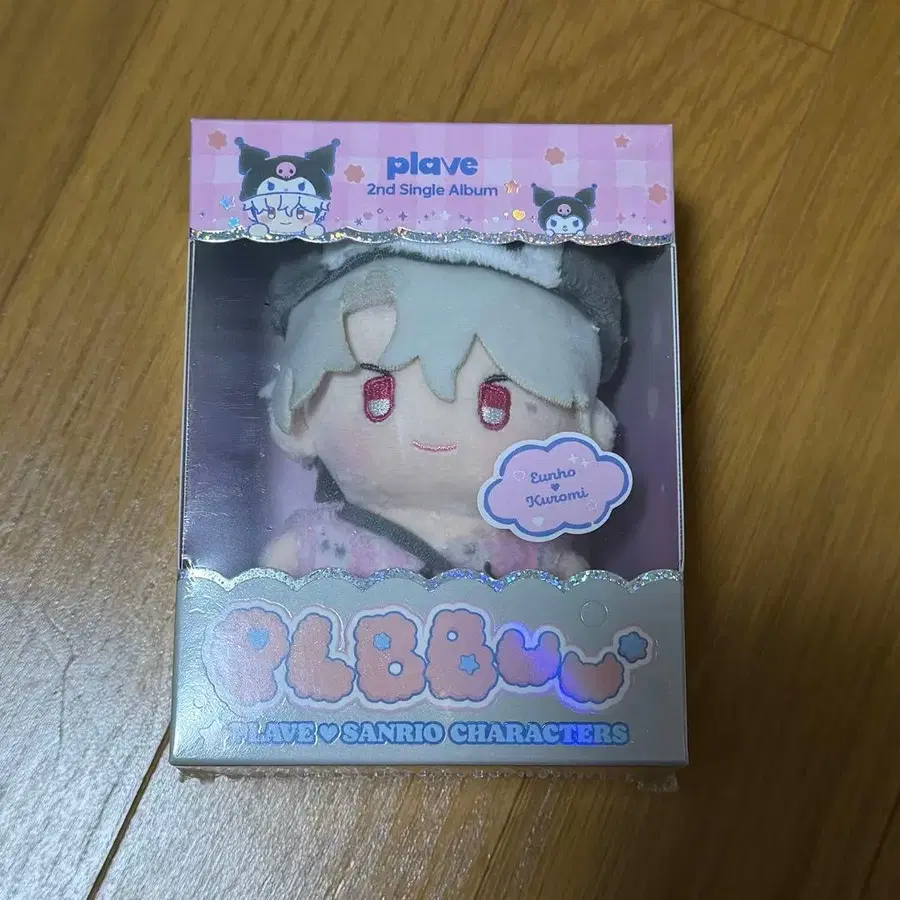 plave
2nd Single Album
Eunho
Kuromi
PLBBUU
PLAVE ♥ SANRIO CHARACTERS